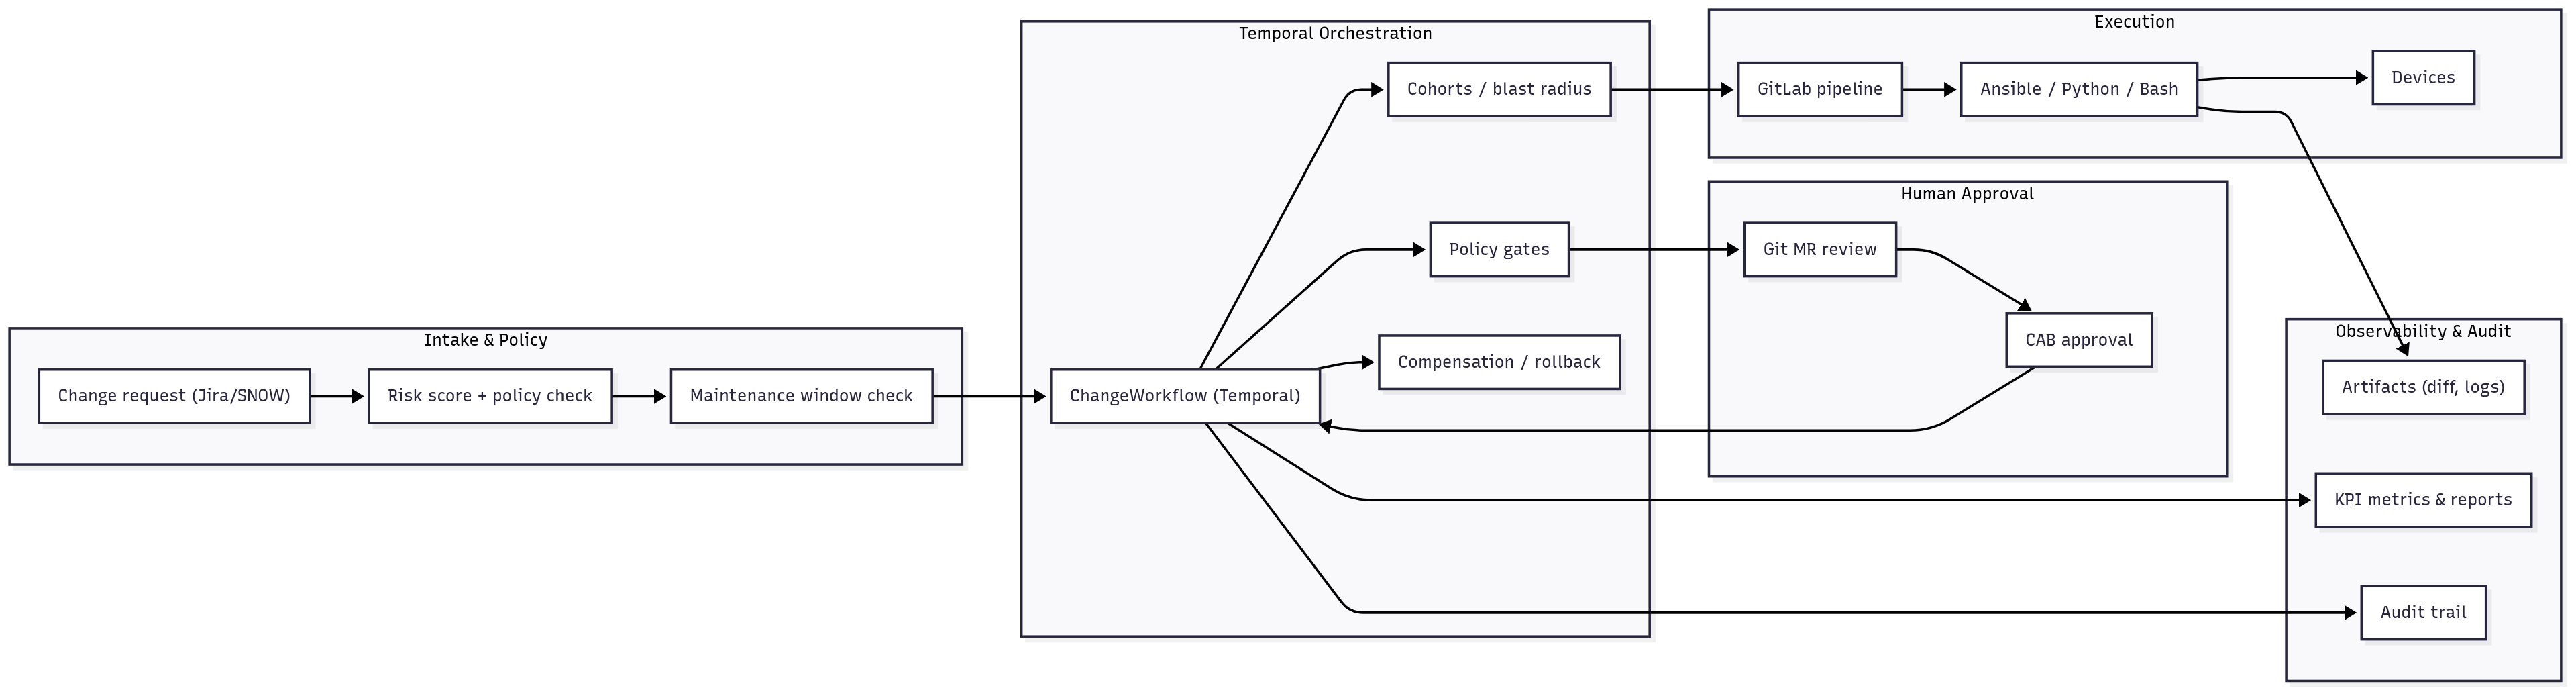 Execution
Temporal Orchestration
Cohorts / blast radius
GitLab pipeline
Ansible / Python / Bash
Devices
Human Approval
Policy gates
Git MR review
CAB approval
Intake & Policy
Change request (Jira/SNOW)
Risk score + policy check
Maintenance window check
ChangeWorkflow (Temporal)
Compensation / rollback
Observability & Audit
Artifacts (diff, logs)
KPI metrics & reports
Audit trail